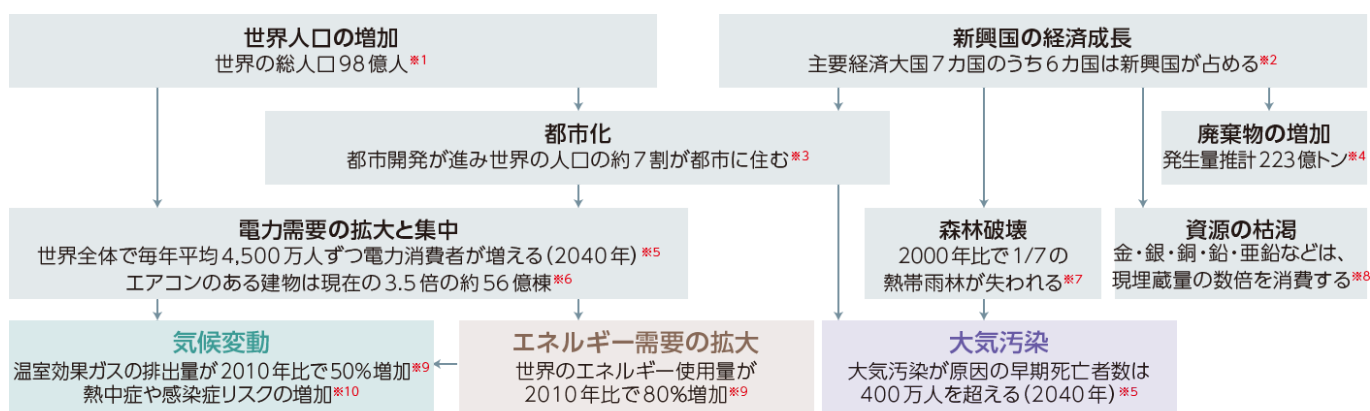 世界人口の増加
世界の総人口98億人※1
新興国の経済成長
主要経済大国7カ国のうち6カ国は新興国が占める※2
都市化
都市開発が進み世界の人口の約7割が都市に住む※3
廃棄物の増加
発生量推計223億トン※4
電力需要の拡大と集中
世界全体で毎年平均4,500万人ずつ電力消費者が増える(2040年)※5
エアコンのある建物は現在の3.5倍の約56億棟※6
森林破壊
2000年比で1/7の
熱帯雨林が失われる※7
資源の枯渇
金・銀・銅・鉛・亜鉛などは、
現埋蔵量の数倍を消費する※8
気候変動
温室効果ガスの排出量が2010年比で50%増加※9
熱中症や感染症リスクの増加※10
エネルギー需要の拡大
世界のエネルギー使用量が
2010年比で80%増加※9
大気汚染
大気汚染が原因の早期死亡者数は
400万人を超える(2040年)※5